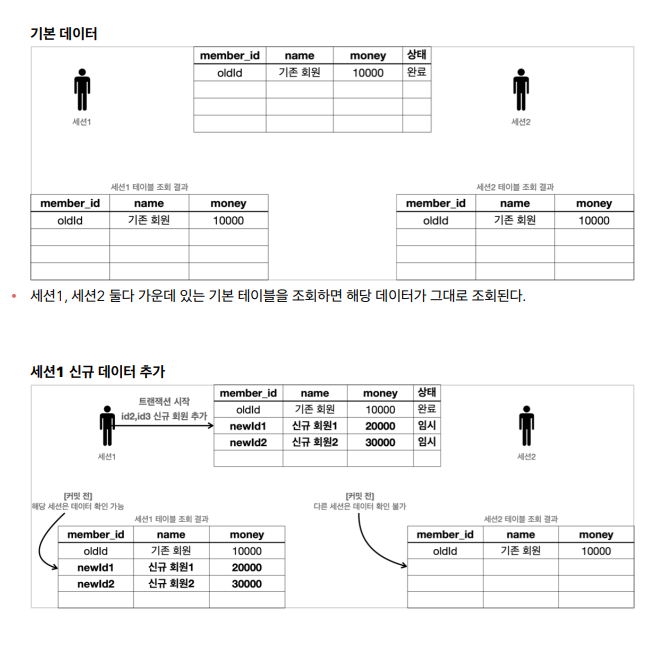 기본 데이터
member_id name money 상태
oldId 기존 회원 10000 완료
세션1
세션2
세션1 테이블 조회 결과
member_id name money
oldId 기존 회원 10000
세션2 테이블 조회 결과
member_id name money
oldId 기존 회원 10000
• 세션1, 세션2 둘다 가운데 있는 기본 테이블을 조회하면 해당 데이터가 그대로 조회된다.
세션1 신규 데이터 추가
트랜잭션 시작
id2,id3 신규 회원 추가
세션1
member_id name money 상태
oldId 기존 회원 10000 완료
newId1 신규 회원1 20000 임시
newId2 신규 회원2 30000 임시
세션2
[커밋 전]
해당 세션은 데이터 확인 가능
세션1 테이블 조회 결과
member_id name money
oldId 기존 회원 10000
newId1 신규 회원1 20000
newId2 신규 회원2 30000
[커밋 전]
다른 세션은 데이터 확인 불가
세션2 테이블 조회 결과
member_id name money
oldId 기존 회원 10000